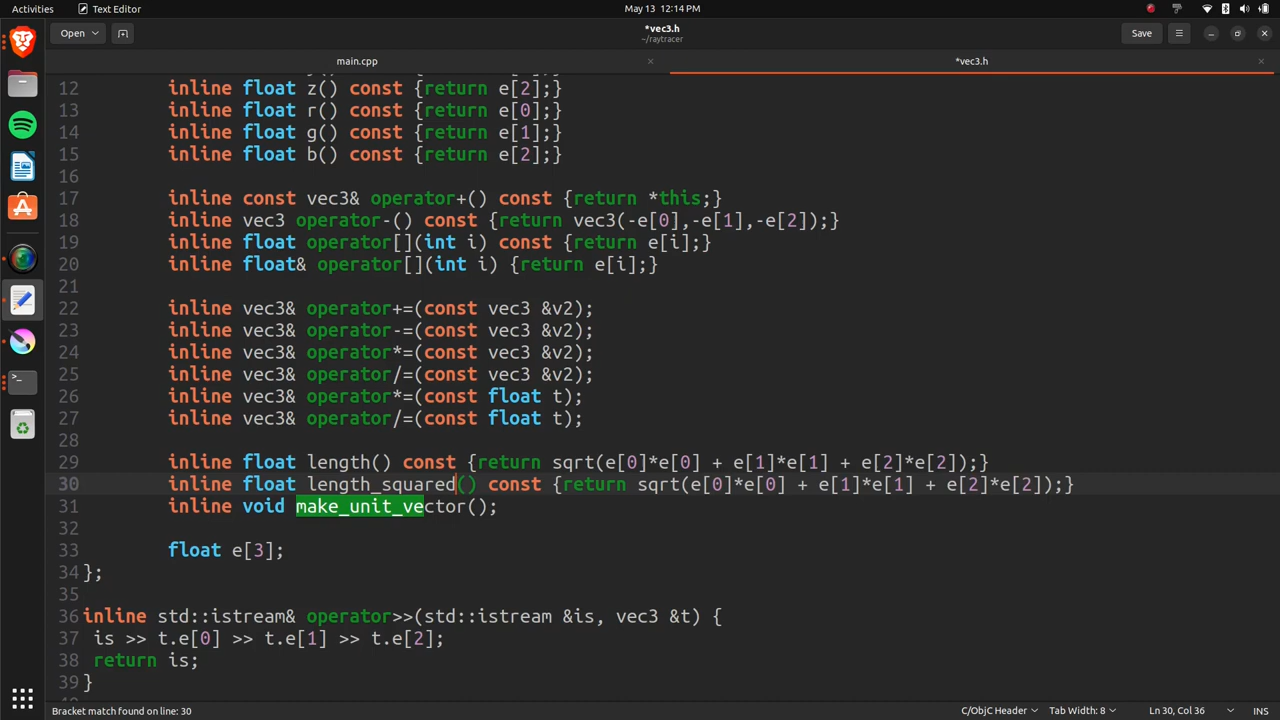 Activities
Text Editor
May 13 12:14 PM
Open
*vec3.h
~/raytracer
Save
main.cpp
*vec3.h
12 inline float z() const {return e[2];}
13 inline float r() const {return e[0];}
14 inline float g() const {return e[1];}
15 inline float b() const {return e[2];}
16
17 inline const vec3& operator+() const {return *this;}
18 inline vec3 operator-() const {return vec3(-e[0],-e[1],-e[2]);}
19 inline float operator[](int i) const {return e[i];}
20 inline float& operator[](int i) {return e[i];}
21
22 inline vec3& operator+=(const vec3 &v2);
23 inline vec3& operator-=(const vec3 &v2);
24 inline vec3& operator*=(const vec3 &v2);
25 inline vec3& operator/=(const vec3 &v2);
26 inline vec3& operator*=(const float t);
27 inline vec3& operator/=(const float t);
28
29 inline float length() const {return sqrt(e[0]*e[0] + e[1]*e[1] + e[2]*e[2]);}
30 inline float length_squared() const {return sqrt(e[0]*e[0] + e[1]*e[1] + e[2]*e[2]);}
31 inline void make_unit_vector();
32
33 float e[3];
34 };
35
36 inline std::istream& operator>>(std::istream &is, vec3 &t) {
37 is >> t.e[0] >> t.e[1] >> t.e[2];
38 return is;
39 }
Bracket match found on line: 30
C/ObjC Header
Tab Width: 8
Ln 30, Col 36
INS